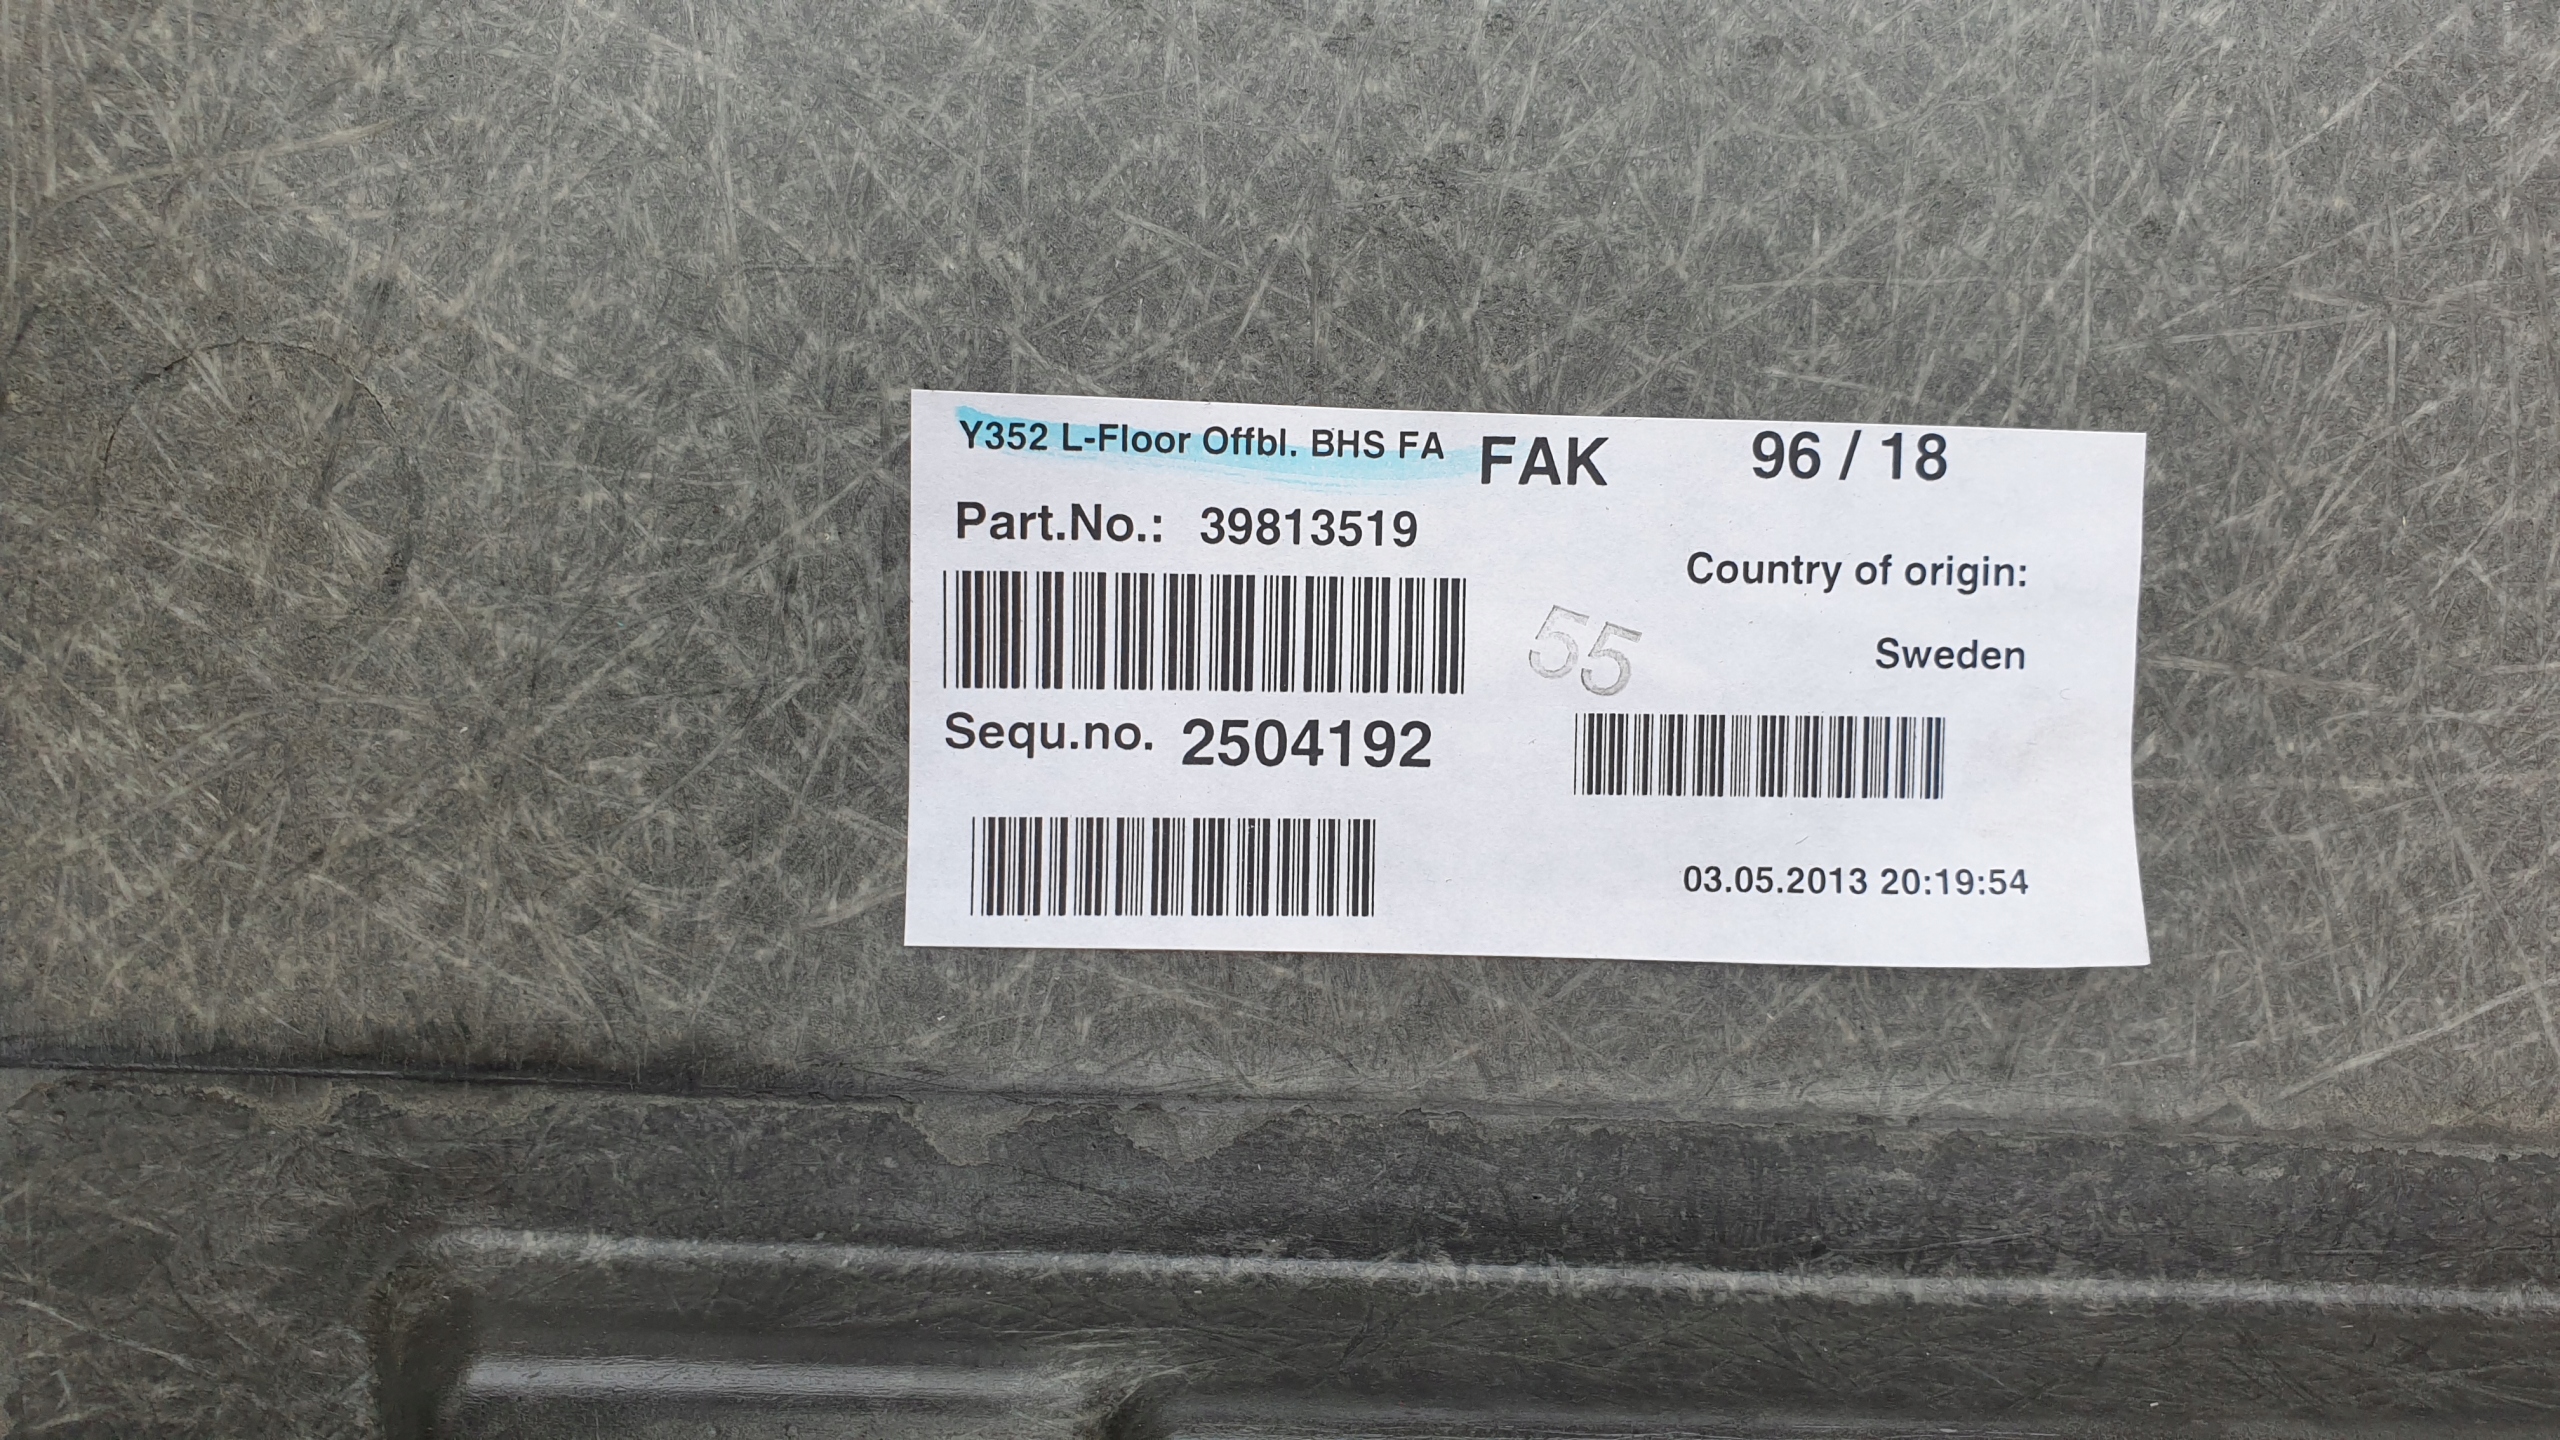 Y352 L-Floor Offbl. BHS FA FAK 96 / 18
Part.No.: 39813519
Country of origin:
55
Sweden
Sequ.no. 2504192
03.05.2013 20:19:54